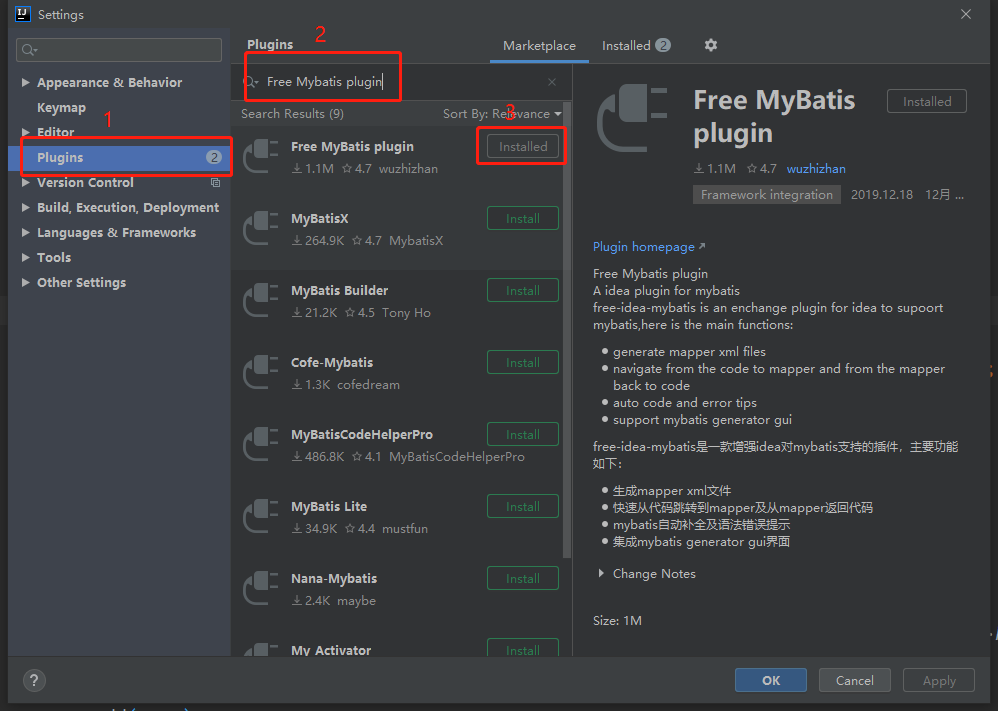 Settings
Appearance & Behavior
Keymap
1
Editor
Plugins 2
Version Control
Build, Execution, Deployment
Languages & Frameworks
Tools
Other Settings
Plugins
2
Marketplace
Installed 2
Free Mybatis plugin
Search Results (9)
Sort By: Relevance
3
Free MyBatis plugin
Installed
1.1M 4.7 wuzhizhan
MyBatisX
Install
264.9K 4.7 MybatisX
MyBatis Builder
Install
21.2K 4.5 Tony Ho
Cofe-Mybatis
Install
1.3K cofedream
MyBatisCodeHelperPro
Install
486.8K 4.1 MyBatisCodeHelperPro
MyBatis Lite
Install
34.9K 4.4 mustfun
Nana-Mybatis
Install
2.4K maybe
My Activator
Install
Free MyBatis
plugin
Installed
1.1M 4.7 wuzhizhan
Framework integration 2019.12.18 12月 ...
Plugin homepage ↗
Free Mybatis plugin
A idea plugin for mybatis
free-idea-mybatis is an enchange plugin for idea to supoort
mybatis,here is the main functions:
• generate mapper xml files
• navigate from the code to mapper and from the mapper
back to code
• auto code and error tips
• support mybatis generator gui
free-idea-mybatis是一款增强idea对mybatis支持的插件，主要功能
如下：
• 生成mapper xml文件
• 快速从代码跳转到mapper及从mapper返回代码
• mybatis自动补全及语法错误提示
• 集成mybatis generator gui界面
Change Notes
Size: 1M
?
OK
Cancel
Apply